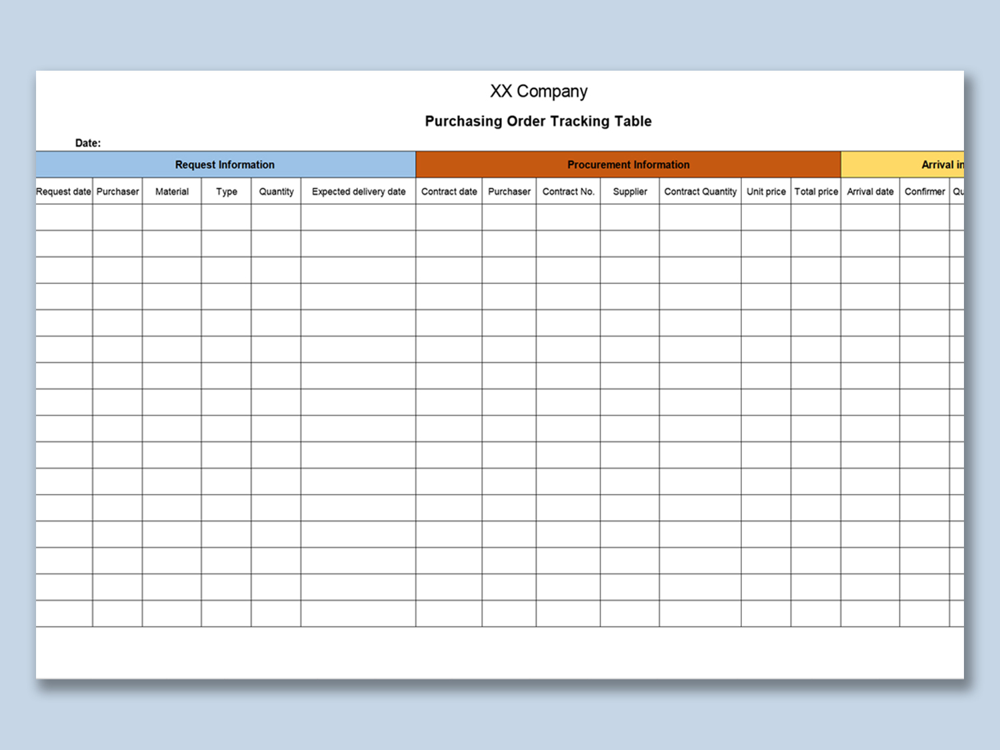 XX Company
Purchasing Order Tracking Table
Date:
Request Information Procurement Information Arrival in
Request date Purchaser Material Type Quantity Expected delivery date Contract date Purchaser Contract No. Supplier Contract Quantity Unit price Total price Arrival date Confirmer Qu